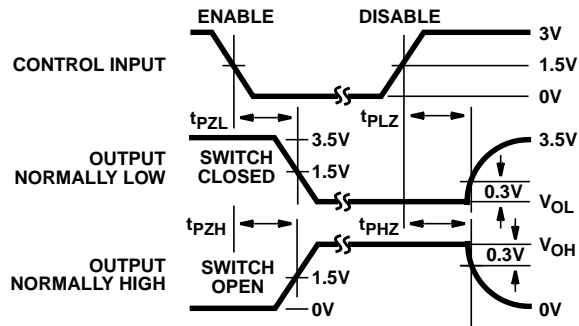 ENABLE DISABLE
3V
CONTROL INPUT 1.5V
0V
tPZL 3.5V tPLZ 3.5V
OUTPUT NORMALLY LOW
SWITCH CLOSED
1.5V
0.3V
VOL
tPZH tPHZ
VOH
0.3V
OUTPUT NORMALLY HIGH
SWITCH OPEN
1.5V
0V 0V